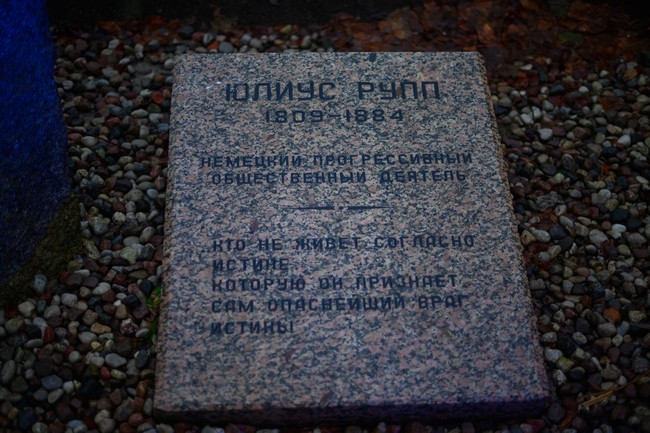 ЮЛИУС РУПП
1809-1884
НЕМЕЦКИЙ ПРОГРЕССИВНЫЙ
ОБЩЕСТВЕННЫЙ ДЕЯТЕЛЬ
КТО НЕ ЖИВЕТ СОГЛАСНО
ИСТИНЕ
КОТОРУЮ ОН ПРИЗНАЕТ
САМ ОПАСНЕЙШИЙ ВРАГ
ИСТИНЫ